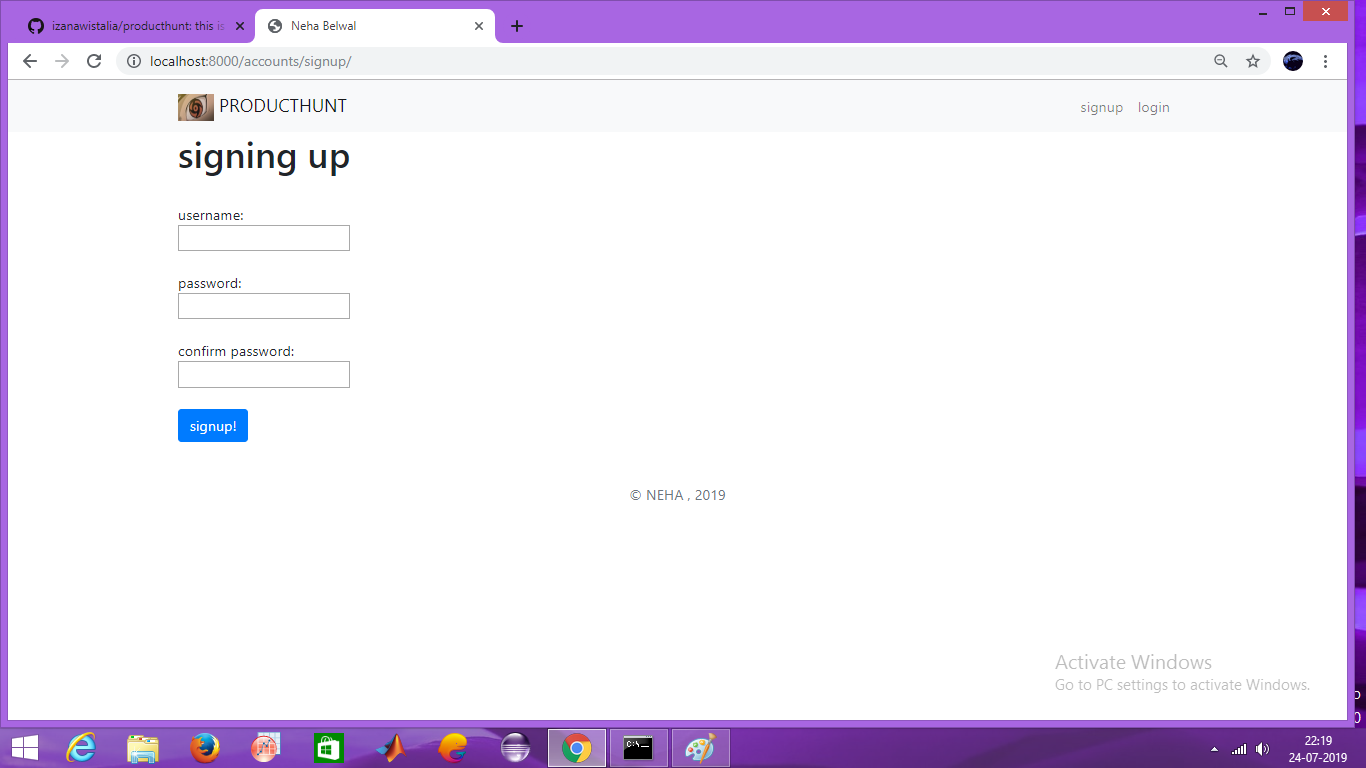 izanawistalia/producthunt: this is
Neha Belwal
localhost:8000/accounts/signup/
PRODUCTHUNT
signup
login
signing up
username:
password:
confirm password:
signup!
© NEHA , 2019
Activate Windows
Go to PC settings to activate Windows.
22:19
24-07-2019